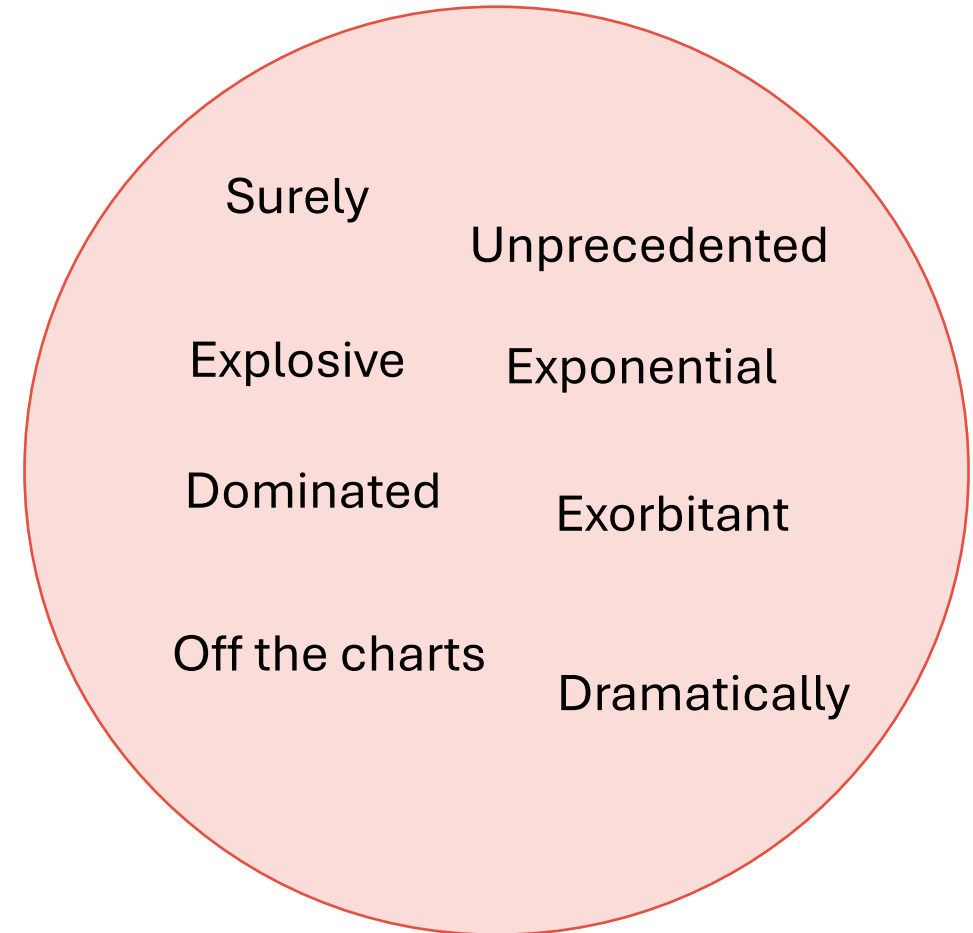 Surely
Unprecedented
Explosive
Exponential
Dominated
Exorbitant
Off the charts
Dramatically